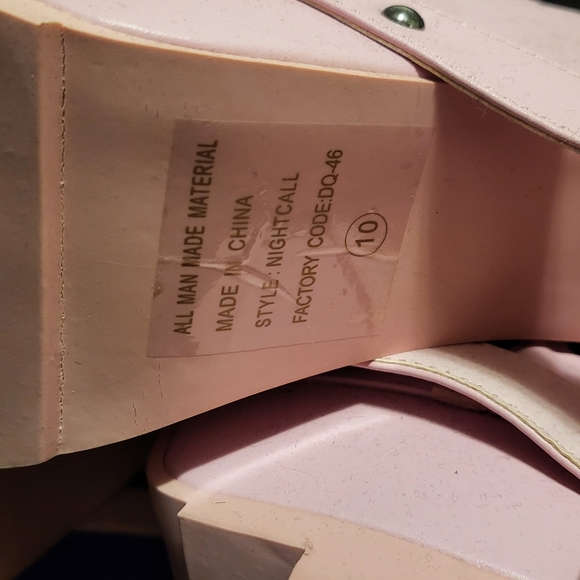 ALL MAN MADE MATERIAL
MADE IN CHINA
STYLE: NIGHTCALL
FACTORY CODE:DQ-46
10